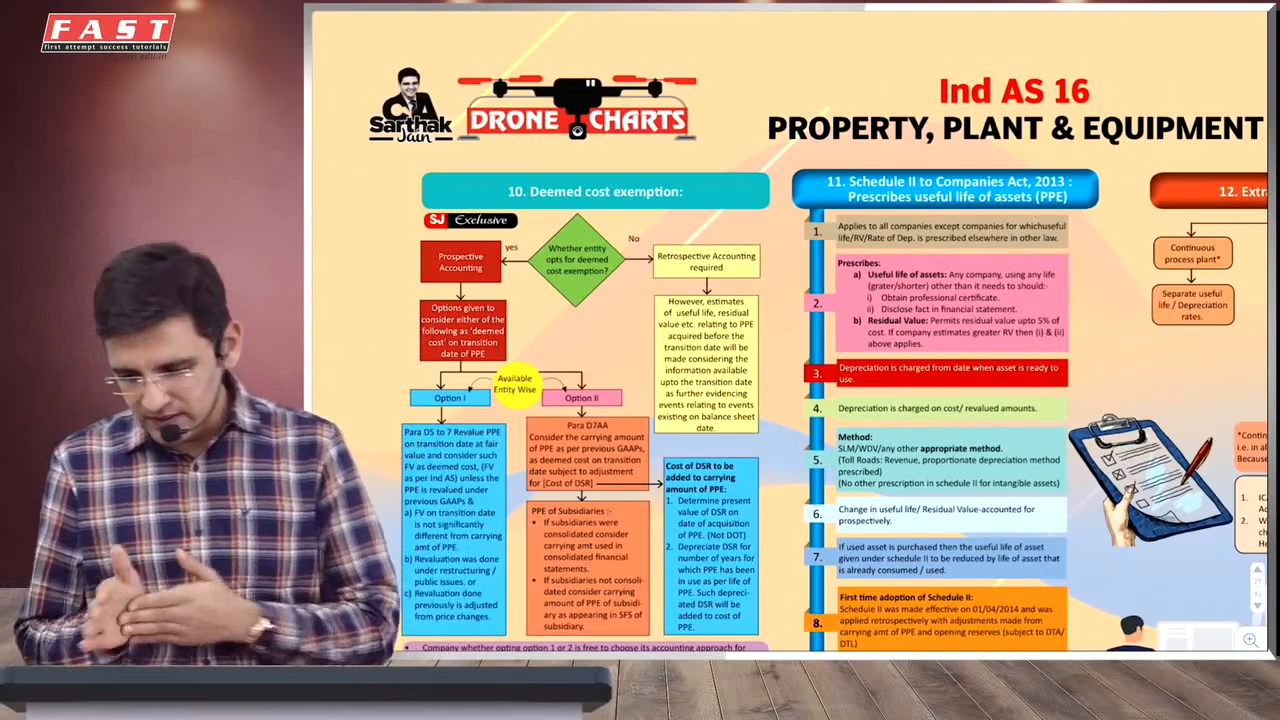 FAST
first attempt success tutorials
CA
Sarthak
Jain
DRONE CHARTS
Ind AS 16
PROPERTY, PLANT & EQUIPMENT
10. Deemed cost exemption:
SJ Exclusive
Whether entity
opts for deemed
cost exemption?
yes
No
Prospective
Accounting
Retrospective Accounting
required
Options given to
consider either of the
following as 'deemed
cost' on transition
date of PPE
However, estimates
of useful life, residual
value etc. relating to PPE
acquired before the
transition date will be
made considering the
information available
upto the transition date
as further evidencing
events relating to events
existing on balance sheet
date.
Available
Entity Wise
Option I
Option II
Para D5 to 7 Revalue PPE
on transition date at fair
value and consider such
FV as deemed cost, (FV
as per Ind AS) unless the
PPE is revalued under
previous GAAPs &
a) FV on transition date
is not significantly
different from carrying
amt of PPE.
b) Revaluation was done
under restructuring /
public issues. or
c) Revaluation done
previously is adjusted
from price changes.
Para D7AA
Consider the carrying amount
of PPE as per previous GAAPs,
as deemed cost on transition
date subject to adjustment
for [Cost of DSR]
PPE of Subsidiaries :-
• If subsidiaries were
consolidated consider
carrying amt used in
consolidated financial
statements.
• If subsidiaries not consoli-
dated consider carrying
amount of PPE of subsidi-
ary as appearing in SFS of
subsidiary.
Cost of DSR to be
added to carrying
amount of PPE:
1. Determine present
value of DSR on
date of acquisition
of PPE. (Not DOT)
2. Depreciate DSR for
number of years for
which PPE has been
in use as per life of
PPE. Such depreci-
ated DSR will be
added to cost of
PPE.
• Company whether opting option 1 or 2 is free to choose its accounting approach for
11. Schedule II to Companies Act, 2013 :
Prescribes useful life of assets (PPE)
1. Applies to all companies except companies for whichuseful
life/RV/Rate of Dep. is prescribed elsewhere in other law.
2. Prescribes:
a) Useful life of assets: Any company, using any life
(grater/shorter) other than it needs to should:-
i) Obtain professional certificate.
ii) Disclose fact in financial statement.
b) Residual Value: Permits residual value upto 5% of
cost. If company estimates greater RV then (i) & (ii)
above applies.
3. Depreciation is charged from date when asset is ready to
use.
4. Depreciation is charged on cost/ revalued amounts.
5. Method:
SLM/WDV/any other appropriate method.
(Toll Roads: Revenue, proportionate depreciation method
prescribed)
(No other prescription in schedule II for intangible assets)
6. Change in useful life/ Residual Value-accounted for
prospectively.
7. If used asset is purchased then the useful life of asset
given under schedule II to be reduced by life of asset that
is already consumed / used.
8. First time adoption of Schedule II:
Schedule II was made effective on 01/04/2014 and was
applied retrospectively with adjustments made from
carrying amt of PPE and opening reserves (subject to DTA/
DTL)
12. Extra
Continuous
process plant*
Separate useful
life / Depreciation
rates.
*Contin
i.e. in al
Becaus
1. IC
Ac
2. W
ch
He